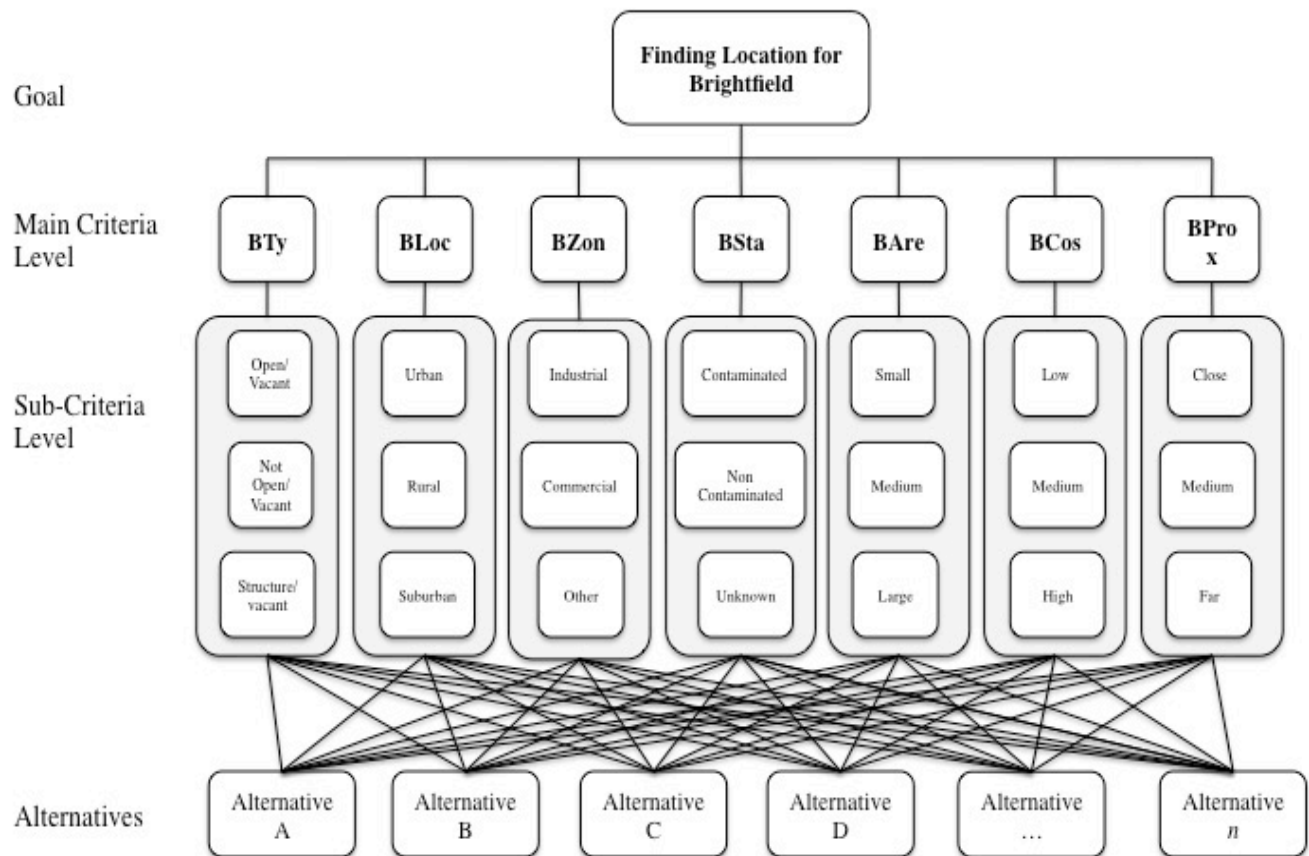 Finding Location for
Brightfield
Goal
Main Criteria
Level
BTy
BLoc
BZon
BSta
BAre
BCos
BPro
x
Sub-Criteria
Level
Open/
Vacant
Urban
Industrial
Contaminated
Small
Low
Close
Not
Open/
Vacant
Rural
Commercial
Non
Contaminated
Medium
Medium
Medium
Structure/
vacant
Suburban
Other
Unknown
Large
High
Far
Alternatives
Alternative
A
Alternative
B
Alternative
C
Alternative
D
Alternative
...
Alternative
n